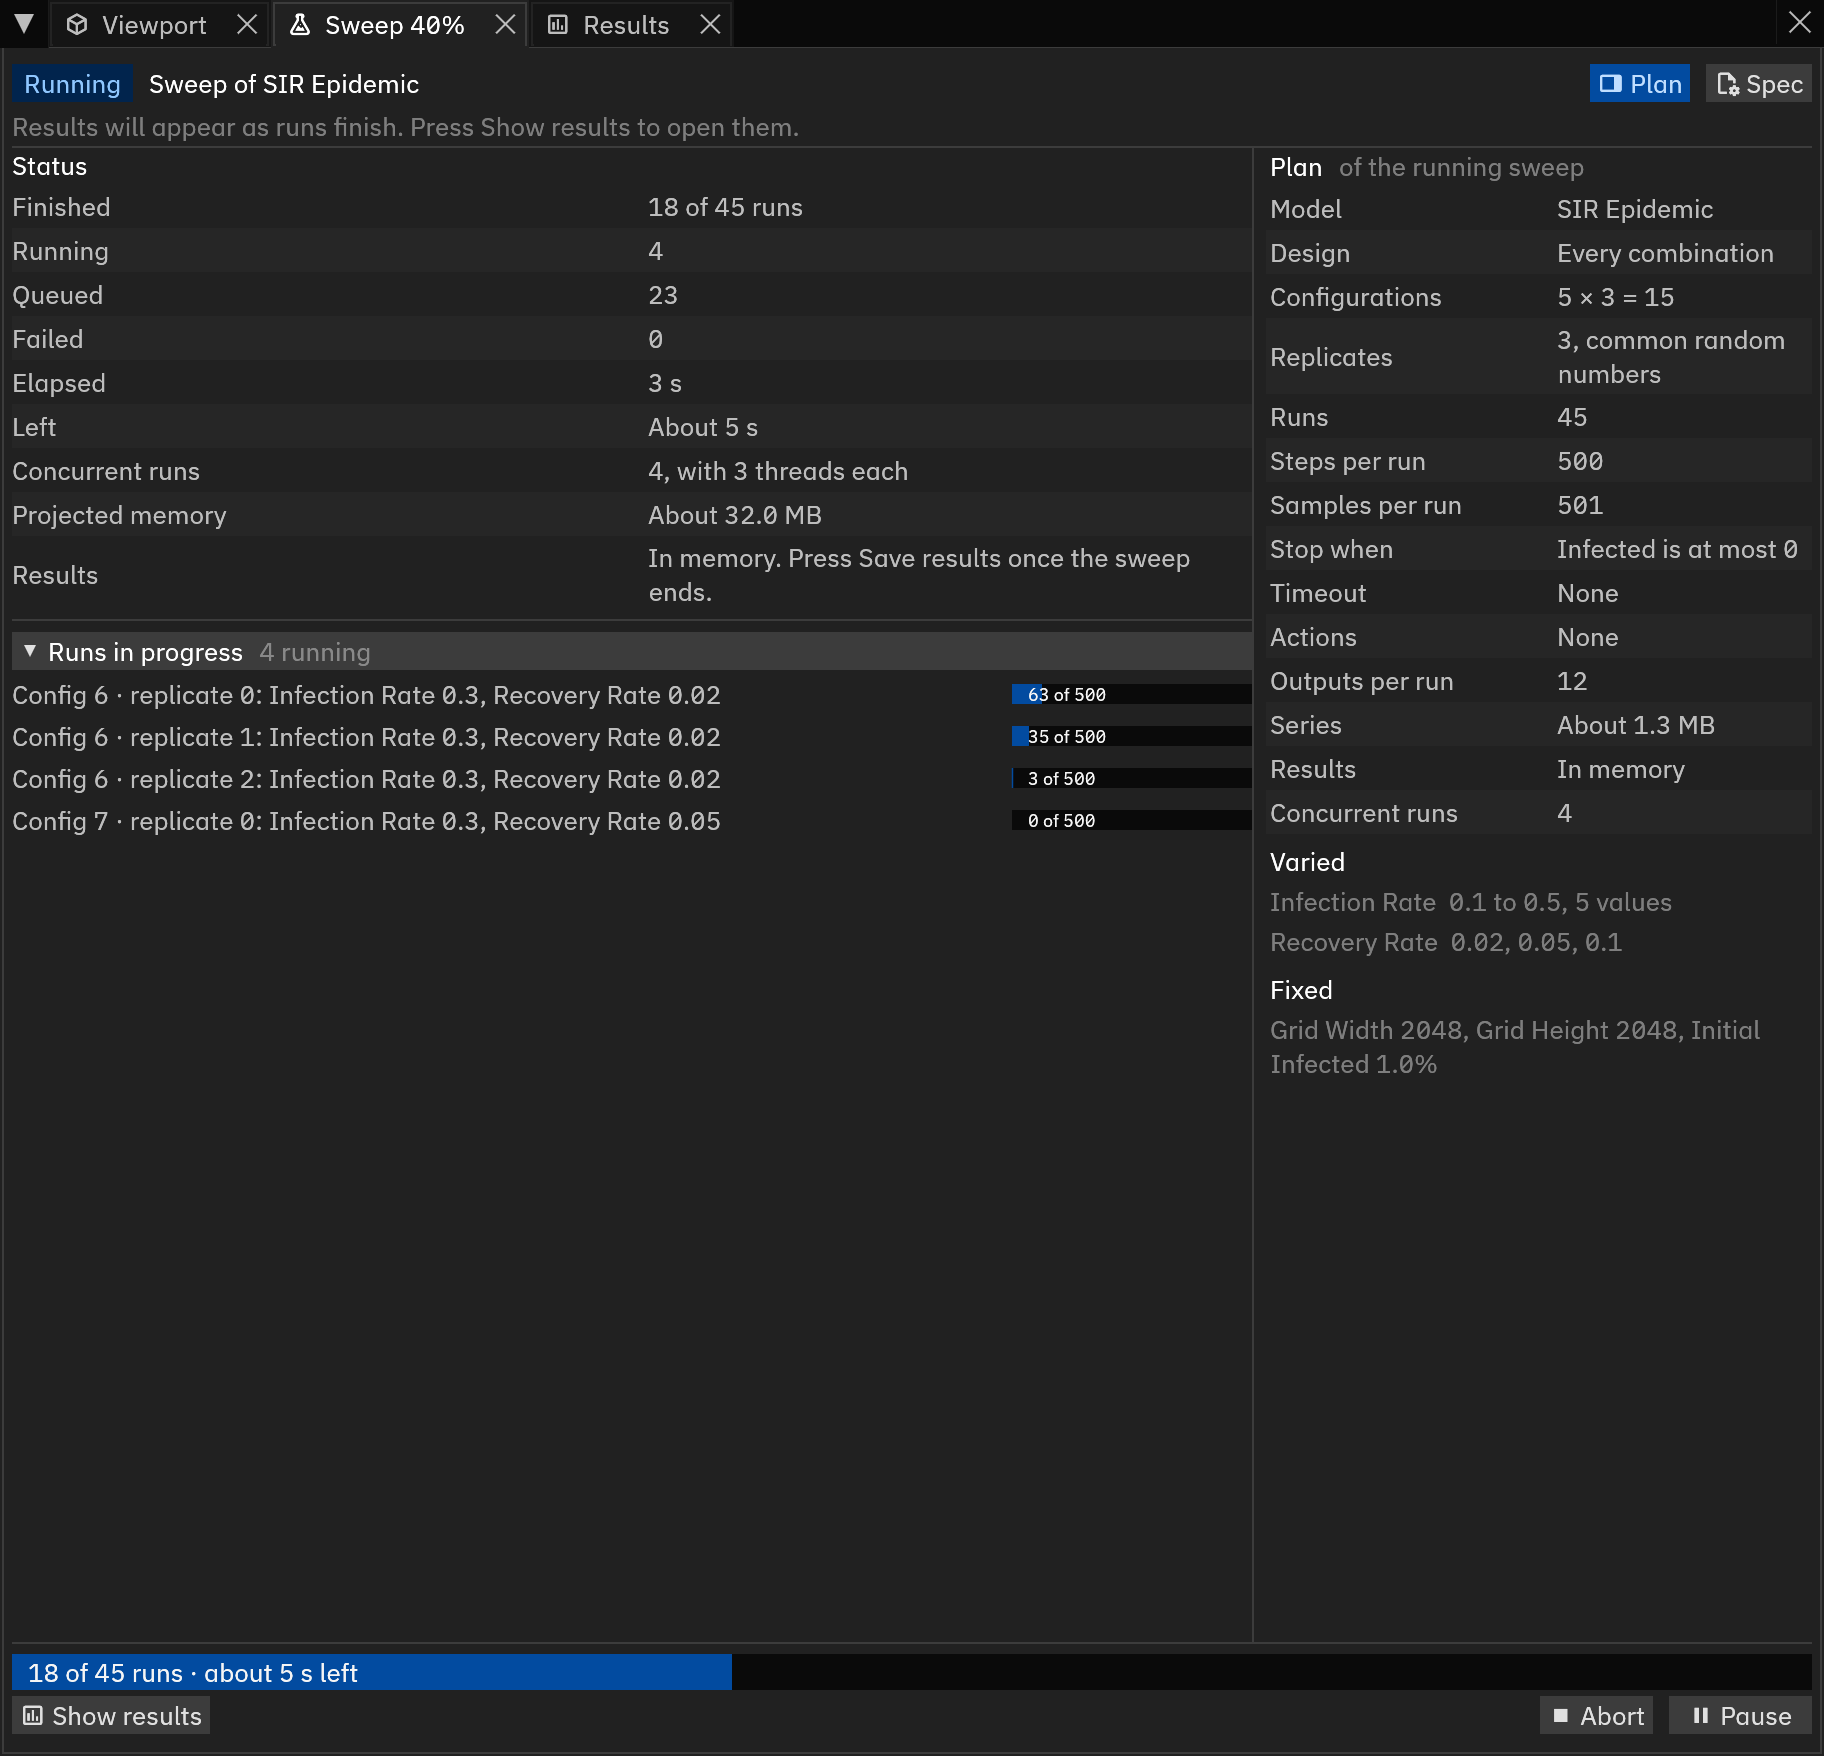 Viewport
Sweep 40%
Results
Running Sweep of SIR Epidemic
Plan
Spec
Results will appear as runs finish. Press Show results to open them.
Status
Finished 18 of 45 runs
Running 4
Queued 23
Failed 0
Elapsed 3 s
Left About 5 s
Concurrent runs 4, with 3 threads each
Projected memory About 32.0 MB
Results In memory. Press Save results once the sweep
ends.
Runs in progress 4 running
Config 6 · replicate 0: Infection Rate 0.3, Recovery Rate 0.02 63 of 500
Config 6 · replicate 1: Infection Rate 0.3, Recovery Rate 0.02 35 of 500
Config 6 · replicate 2: Infection Rate 0.3, Recovery Rate 0.02 3 of 500
Config 7 · replicate 0: Infection Rate 0.3, Recovery Rate 0.05 0 of 500
Plan of the running sweep
Model SIR Epidemic
Design Every combination
Configurations 5 × 3 = 15
Replicates 3, common random
numbers
Runs 45
Steps per run 500
Samples per run 501
Stop when Infected is at most 0
Timeout None
Actions None
Outputs per run 12
Series About 1.3 MB
Results In memory
Concurrent runs 4
Varied
Infection Rate 0.1 to 0.5, 5 values
Recovery Rate 0.02, 0.05, 0.1
Fixed
Grid Width 2048, Grid Height 2048, Initial
Infected 1.0%
18 of 45 runs · about 5 s left
Show results
Abort
Pause